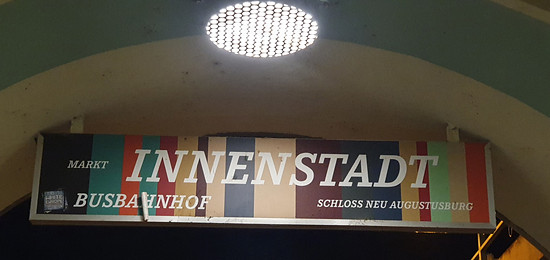 MARKT INNENSTADT
BUSBAHNHOF SCHLOSS NEU AUGUSTUSBURG